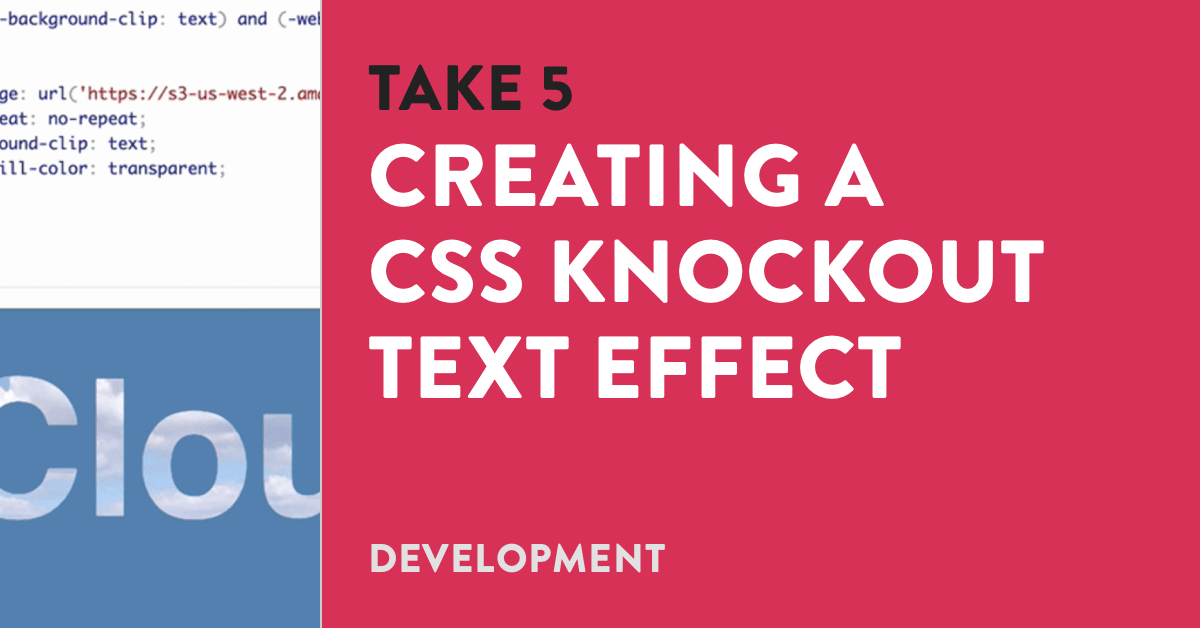 -background-clip: text) and (-we
ge: url('https://s3-us-west-2.am
eat: no-repeat;
ound-clip: text;
ill-color: transparent;
Clou
TAKE 5
CREATING A
CSS KNOCKOUT
TEXT EFFECT
DEVELOPMENT